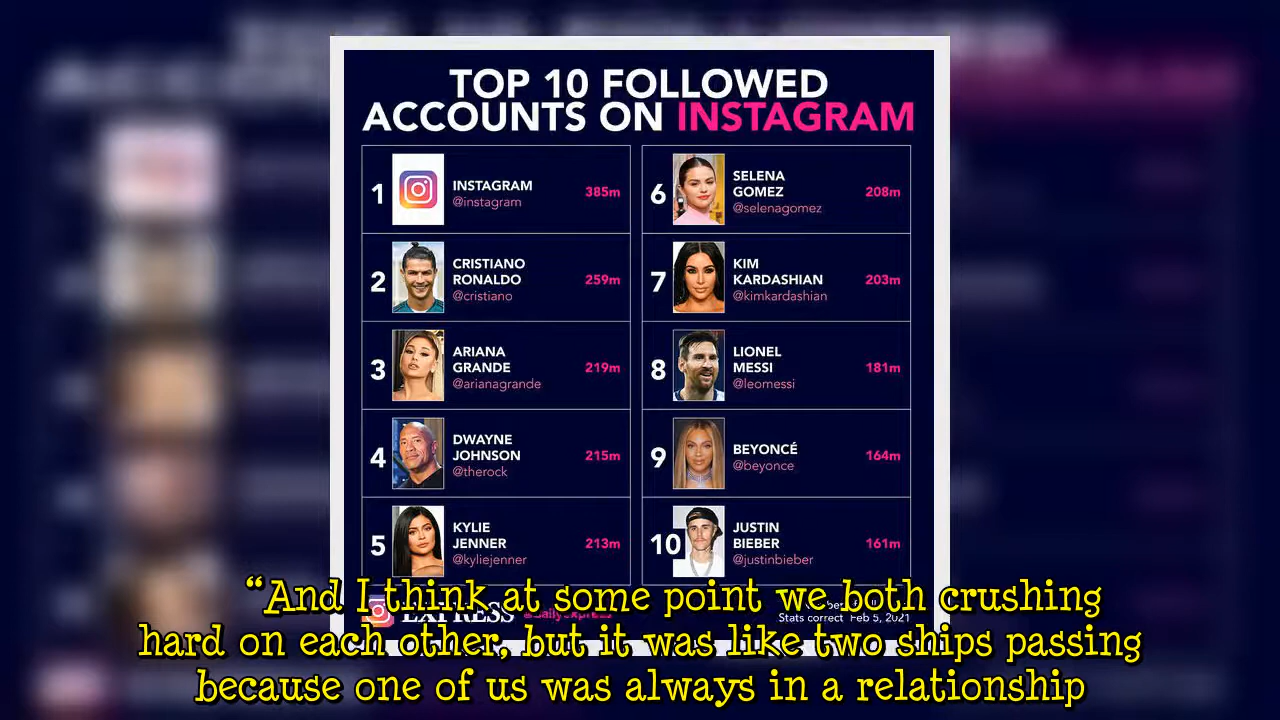 TOP 10 FOLLOWED
ACCOUNTS ON INSTAGRAM
1
INSTAGRAM
@instagram
385m
2
CRISTIANO
RONALDO
@cristiano
259m
3
ARIANA
GRANDE
@arianagrande
219m
4
DWAYNE
JOHNSON
@therock
215m
5
KYLIE
JENNER
@kyliejenner
213m
6
SELENA
GOMEZ
@selenagomez
208m
7
KIM
KARDASHIAN
@kimkardashian
203m
8
LIONEL
MESSI
@leomessi
181m
9
BEYONCÉ
@beyonce
164m
10
JUSTIN
BIEBER
@justinbieber
161m
EXPRESS
Stats correct Feb 5, 2021
“And I think at some point we both crushing
hard on each other, but it was like two ships passing
because one of us was always in a relationship